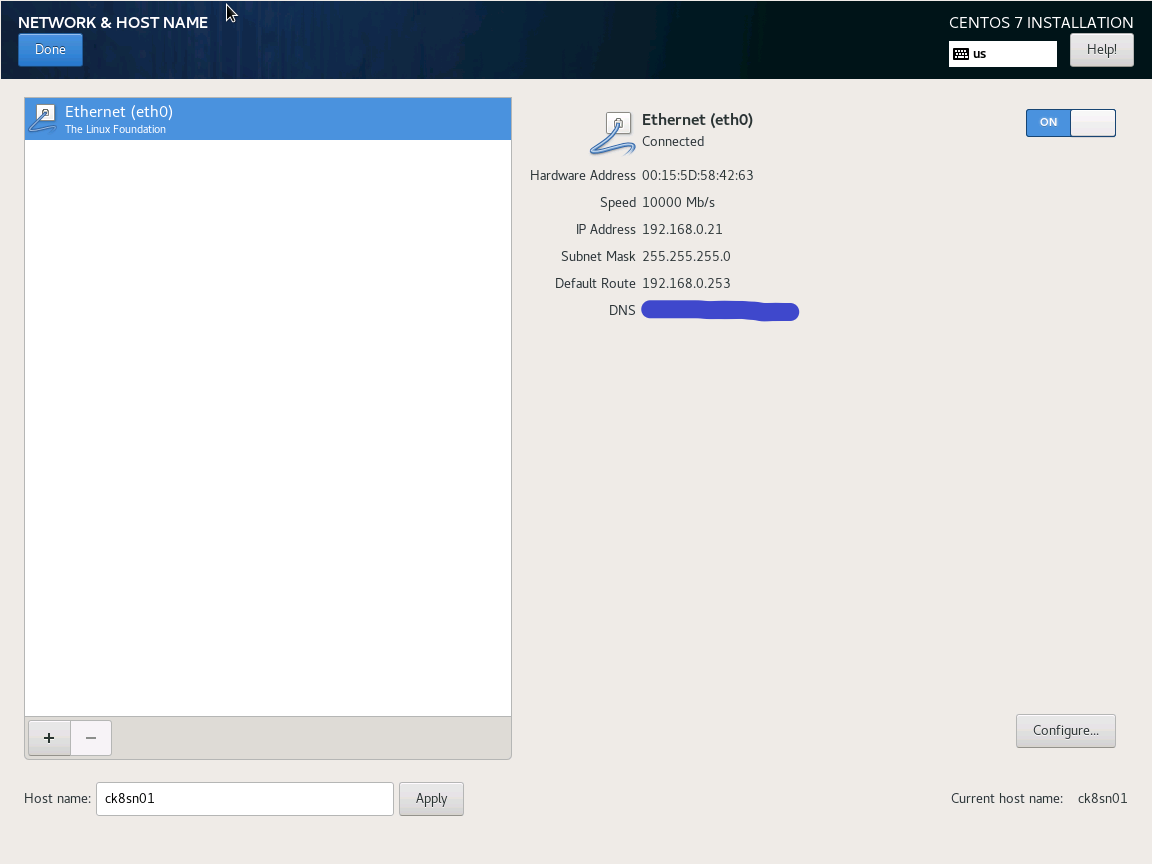 NETWORK & HOST NAME
CENTOS 7 INSTALLATION
Done
us
Help!
Ethernet (eth0)
The Linux Foundation
Ethernet (eth0)
Connected
ON
Hardware Address 00:15:5D:58:42:63
Speed 10000 Mb/s
IP Address 192.168.0.21
Subnet Mask 255.255.255.0
Default Route 192.168.0.253
DNS
+ −
Configure...
Host name: ck8sn01 Apply
Current host name: ck8sn01